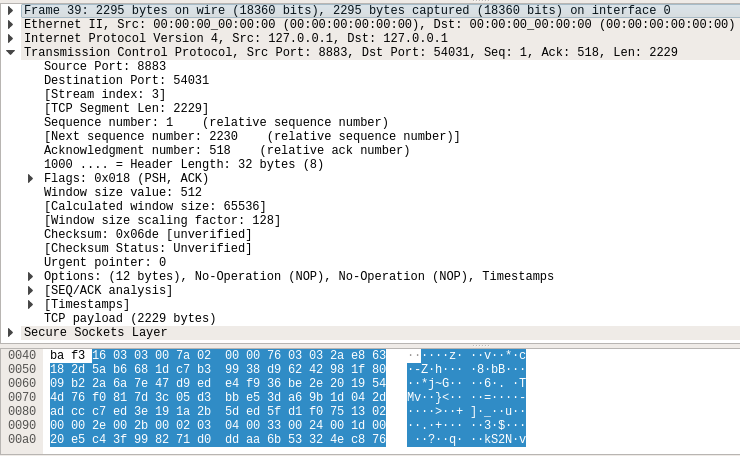 Frame 39: 2295 bytes on wire (18360 bits), 2295 bytes captured (18360 bits) on interface 0
Ethernet II, Src: 00:00:00_00:00:00 (00:00:00:00:00:00), Dst: 00:00:00_00:00:00 (00:00:00:00:00:00)
Internet Protocol Version 4, Src: 127.0.0.1, Dst: 127.0.0.1
Transmission Control Protocol, Src Port: 8883, Dst Port: 54031, Seq: 1, Ack: 518, Len: 2229
Source Port: 8883
Destination Port: 54031
[Stream index: 3]
[TCP Segment Len: 2229]
Sequence number: 1    (relative sequence number)
[Next sequence number: 2230    (relative sequence number)]
Acknowledgment number: 518    (relative ack number)
1000 .... = Header Length: 32 bytes (8)
Flags: 0x018 (PSH, ACK)
Window size value: 512
[Calculated window size: 65536]
[Window size scaling factor: 128]
Checksum: 0x06de [unverified]
[Checksum Status: Unverified]
Urgent pointer: 0
Options: (12 bytes), No-Operation (NOP), No-Operation (NOP), Timestamps
[SEQ/ACK analysis]
[Timestamps]
TCP payload (2229 bytes)
Secure Sockets Layer
0040 ba f3 16 03 03 00 7a 02 00 00 76 03 03 2a e8 63 ······z· ··v··*·c
0050 18 2d 5a b6 68 1d c7 b3 99 38 d9 62 42 98 1f 80 ·-Z·h··· ·8·bB···
0060 09 b2 2a 6a 7e 47 d9 ed e4 f9 36 be 2e 20 19 54 ··*j~G·· ··6·. ·T
0070 4d 76 f0 81 7d 3c 05 d3 bb e5 3d a6 9b 1d 04 2d Mv··}<·· ··=····-
0080 ad cc c7 ed 3e 19 1a 2b 5d ed 5f d1 f0 75 13 02 ····>··+ ]·_··u··
0090 00 00 2e 00 2b 00 02 03 04 00 33 00 24 00 1d 00 ··.·+··· ··3·$···
00a0 20 e5 c4 3f 99 82 71 d0 dd aa 6b 53 32 4e c8 76  ··?··q· ··kS2N·v